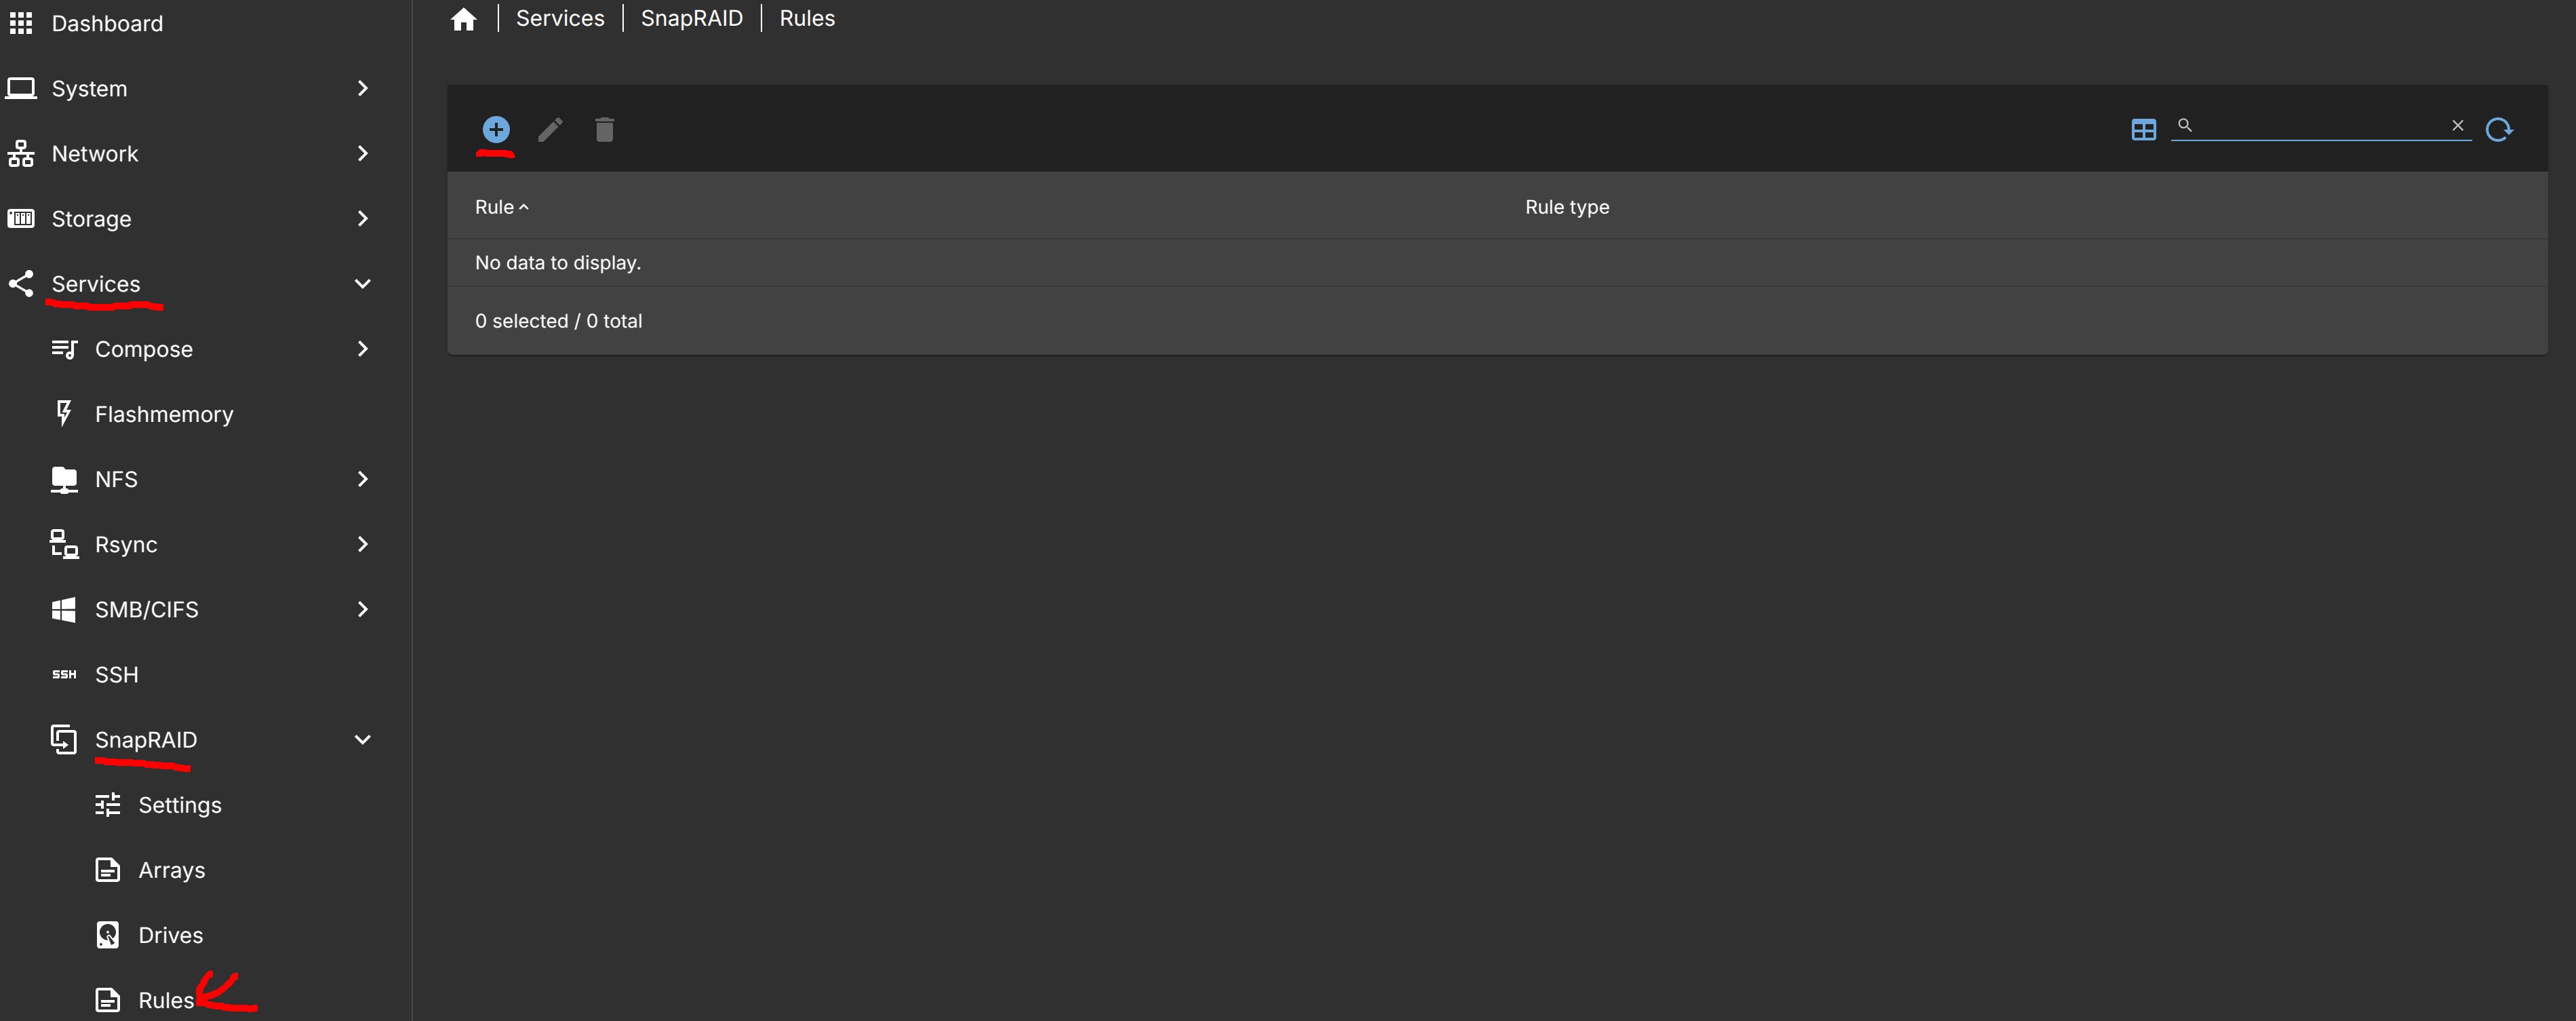 Dashboard
System
Network
Storage
Services
Compose
Flashmemory
NFS
Rsync
SMB/CIFS
SSH SSH
SnapRAID
Settings
Arrays
Drives
Rules
Services | SnapRAID | Rules
Rule Rule type
No data to display.
0 selected / 0 total